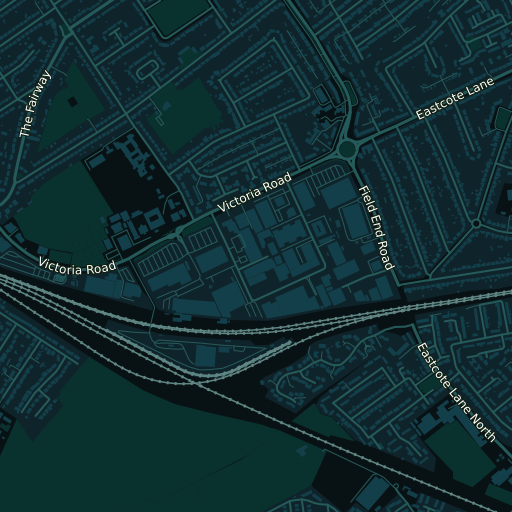 The Fairway
Eastcote Lane
Victoria Road
Field End Road
Victoria Road
Eastcote Lane North